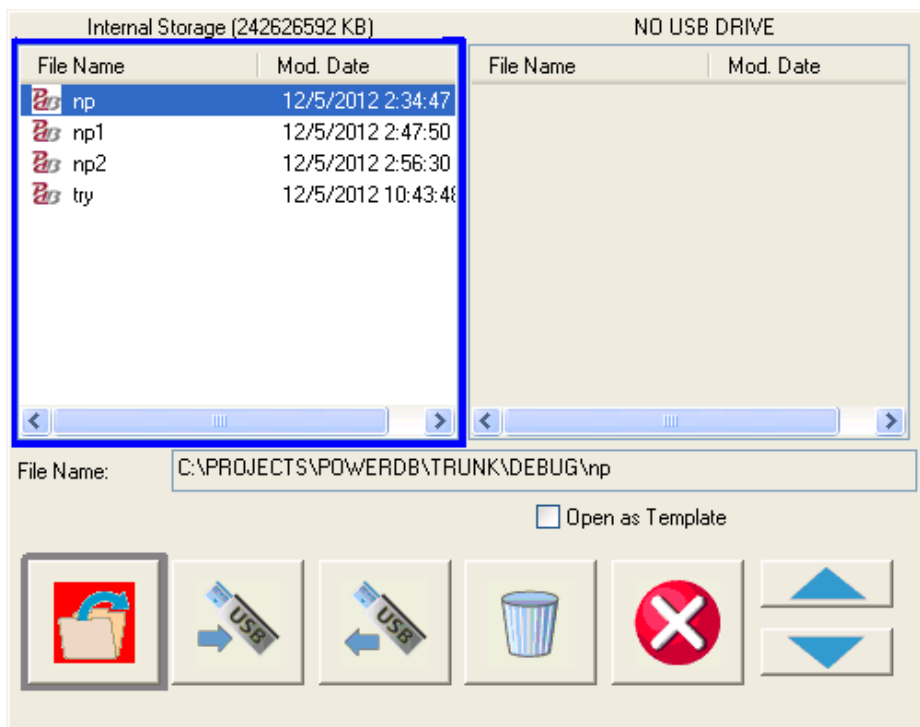 Internal Storage (242626592 KB)
NO USB DRIVE
File Name Mod. Date
File Name Mod. Date
np 12/5/2012 2:34:47
np1 12/5/2012 2:47:50
np2 12/5/2012 2:56:30
try 12/5/2012 10:43:48
File Name: C:\PROJECTS\POWERDB\TRUNK\DEBUG\np
Open as Template
USB
USB